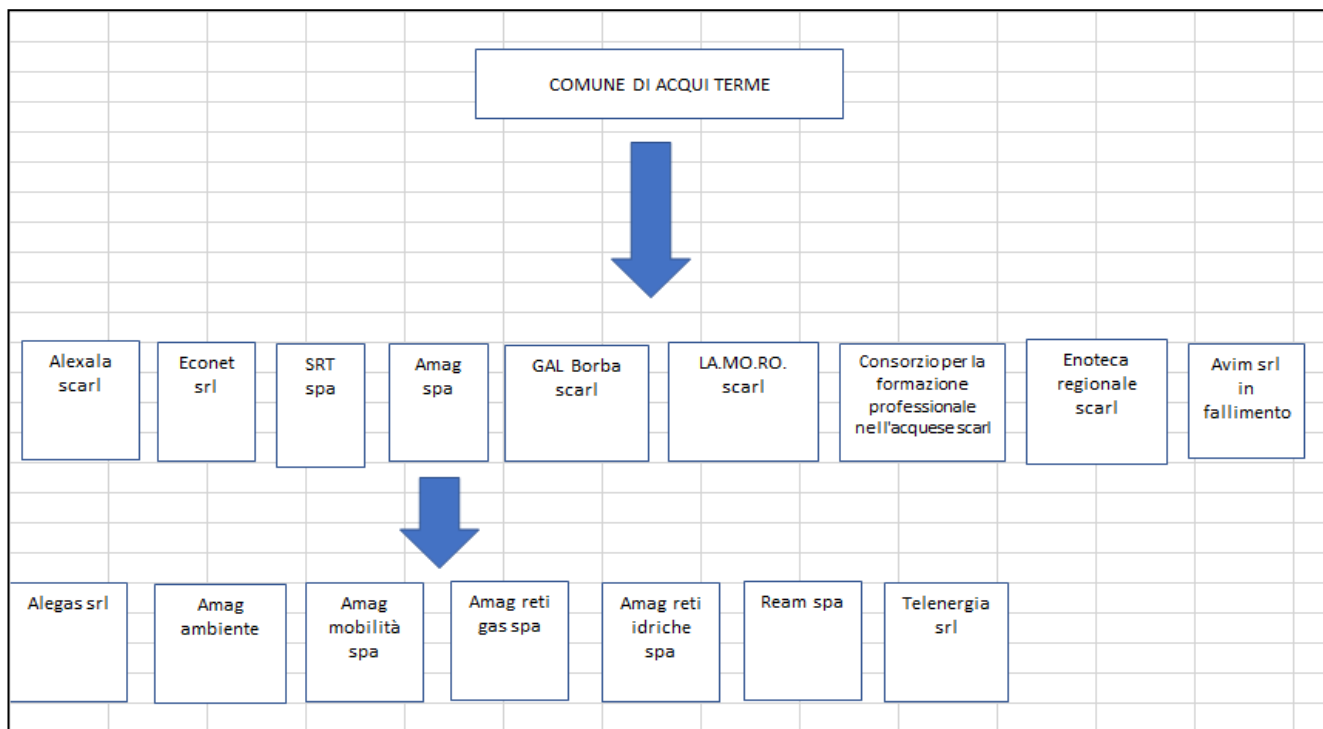 COMUNE DI ACQUI TERME
Alexala
scarl
Econet
srl
SRT
spa
Amag
spa
GAL Borba
scarl
LA.MO.RO.
scarl
Consorzio per la
formazione
professionale
nell'acquese scarl
Enoteca
regionale
scarl
Avim srl
in
fallimento
Alegas srl
Amag
ambiente
Amag
mobilità
spa
Amag reti
gas spa
Amag reti
idriche
spa
Ream spa
Telenergia
srl